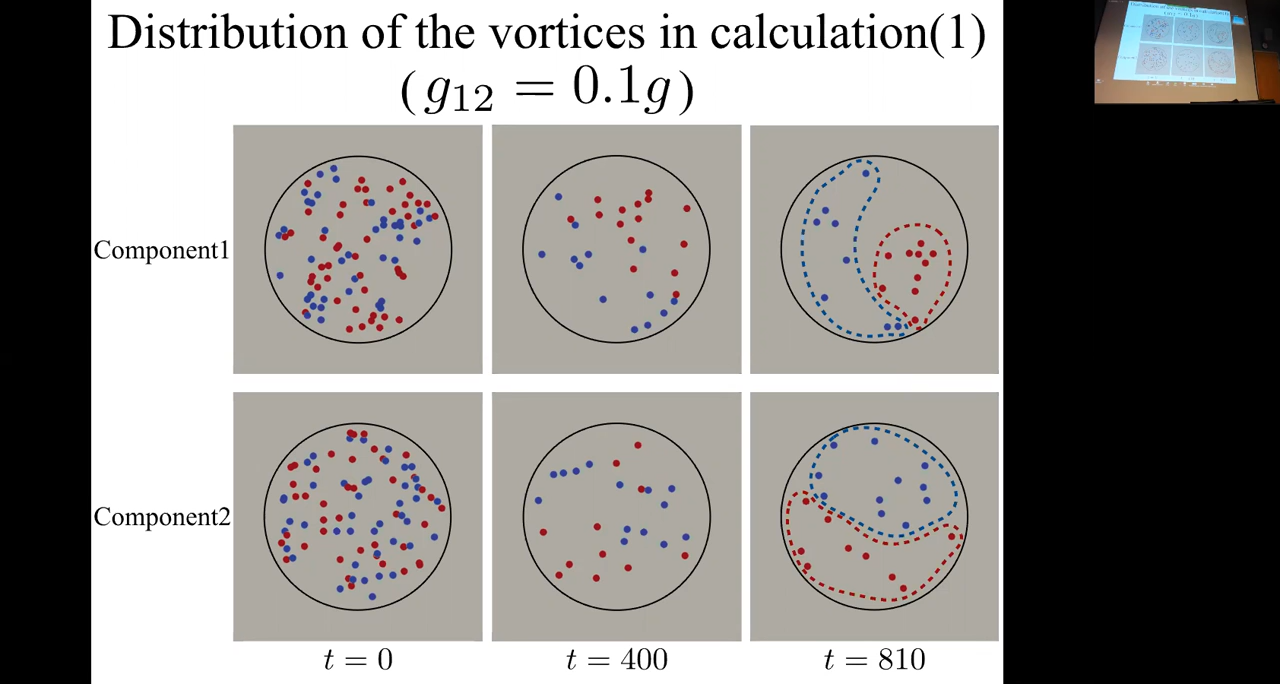 Distribution of the vortices in calculation(1)
( g₁₂ = 0.1g )
Component1
Component2
t = 0
t = 400
t = 810